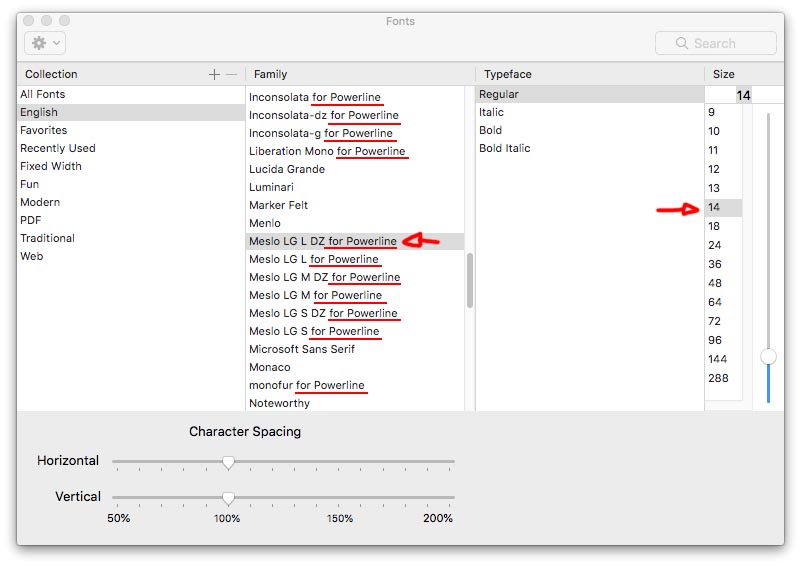 Fonts
Search
Collection
All Fonts
English
Favorites
Recently Used
Fixed Width
Fun
Modern
PDF
Traditional
Web
Family
Inconsolata for Powerline
Inconsolata-dz for Powerline
Inconsolata-g for Powerline
Liberation Mono for Powerline
Lucida Grande
Luminari
Marker Felt
Menlo
Meslo LG L DZ for Powerline
Meslo LG L for Powerline
Meslo LG M DZ for Powerline
Meslo LG M for Powerline
Meslo LG S DZ for Powerline
Meslo LG S for Powerline
Microsoft Sans Serif
Monaco
monofur for Powerline
Noteworthy
Typeface
Regular
Italic
Bold
Bold Italic
Size
14
9
10
11
12
13
14
18
24
36
48
64
72
96
144
288
Character Spacing
Horizontal
Vertical
50% 100% 150% 200%